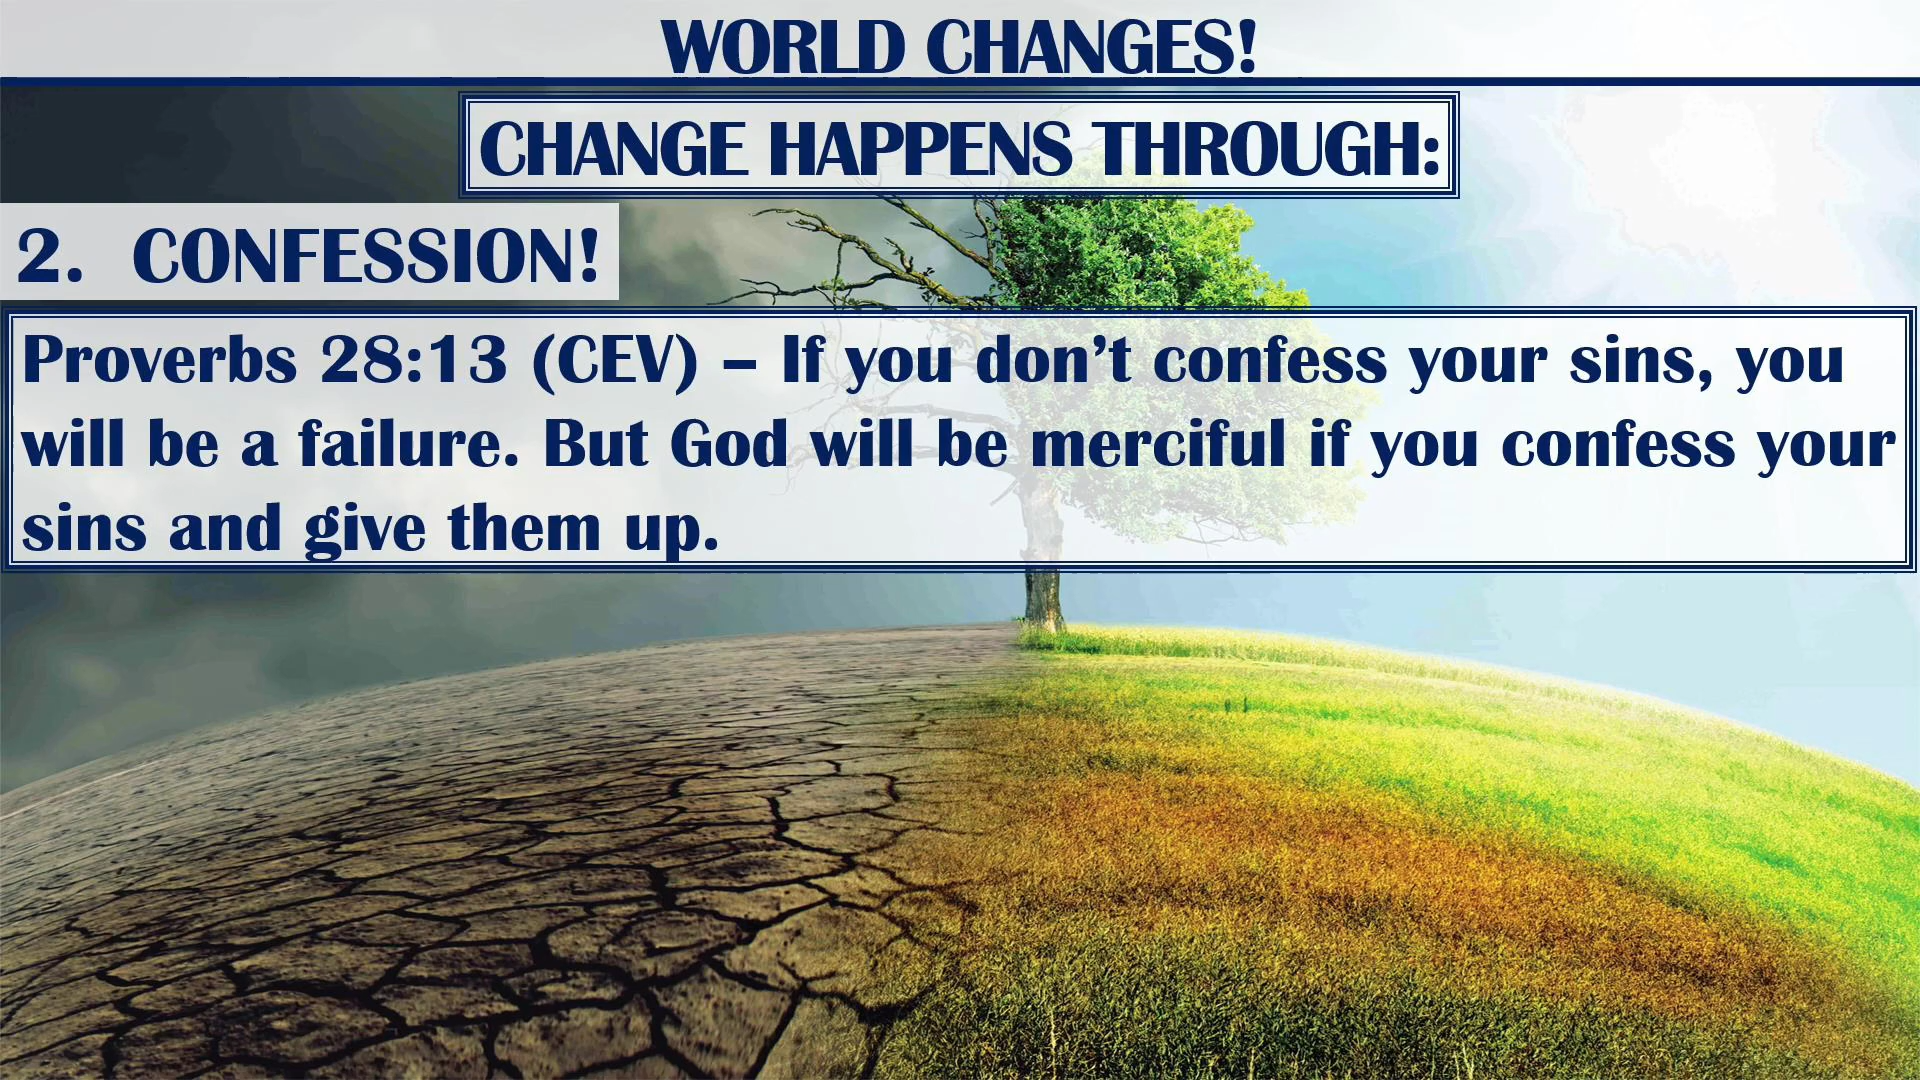 WORLD CHANGES!
CHANGE HAPPENS THROUGH:
2. CONFESSION!
Proverbs 28:13 (CEV) – If you don’t confess your sins, you
will be a failure. But God will be merciful if you confess your
sins and give them up.